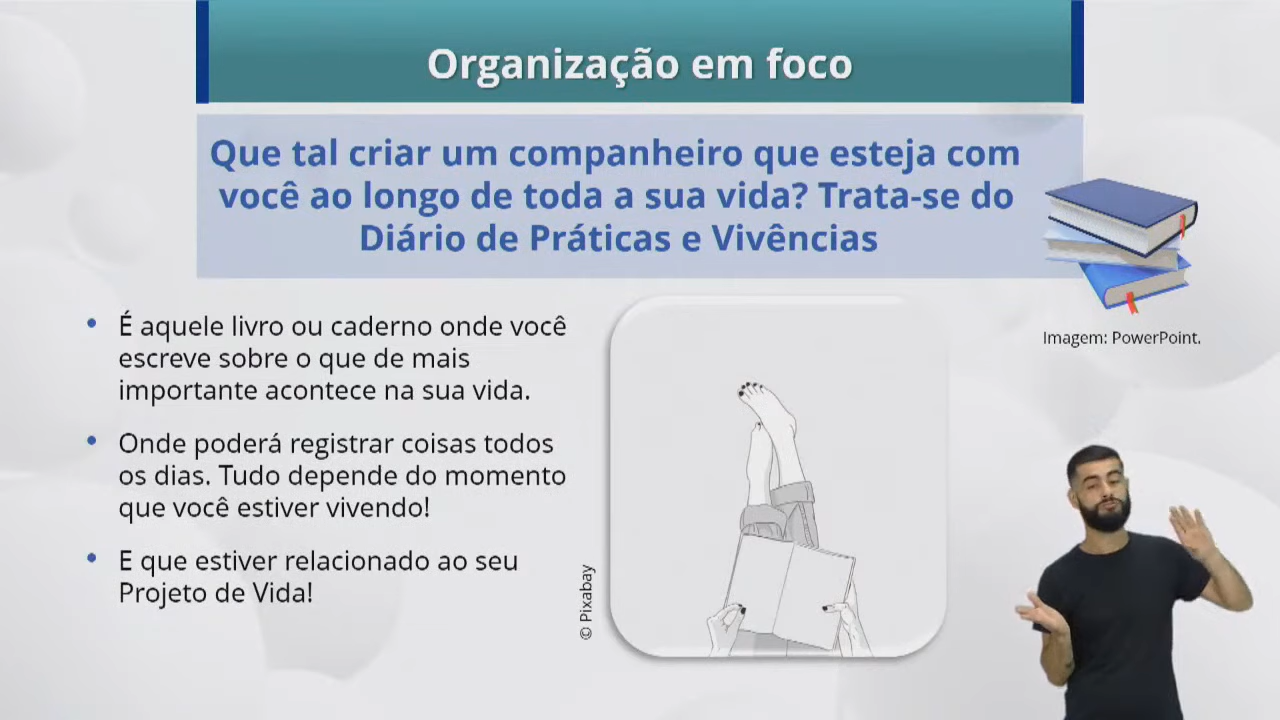 Organização em foco
Que tal criar um companheiro que esteja com
você ao longo de toda a sua vida? Trata-se do
Diário de Práticas e Vivências
• É aquele livro ou caderno onde você
escreve sobre o que de mais
importante acontece na sua vida.
• Onde poderá registrar coisas todos
os dias. Tudo depende do momento
que você estiver vivendo!
• E que estiver relacionado ao seu
Projeto de Vida!
© Pixabay
Imagem: PowerPoint.